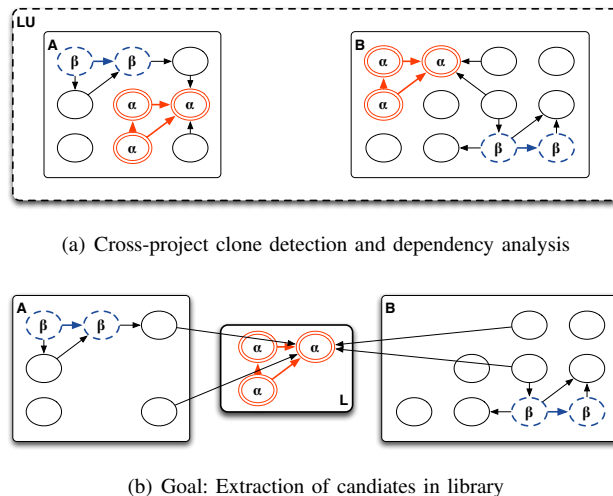 LU
A
B
β β
α α
α α
α
α
β β
(a) Cross-project clone detection and dependency analysis
A
B
β β
α α
α
L
β β
(b) Goal: Extraction of candiates in library